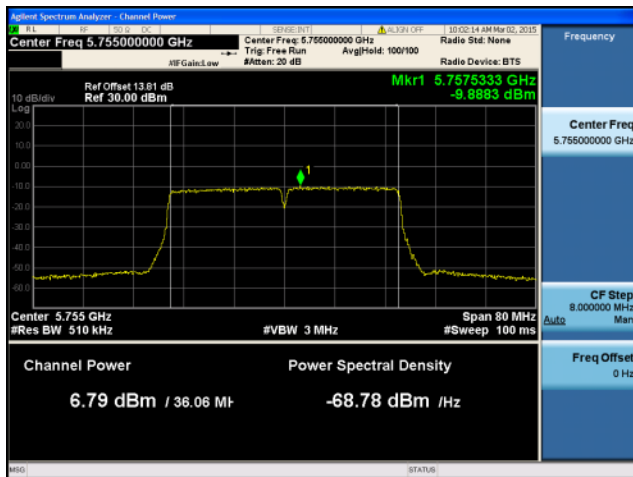 Agilent Spectrum Analyzer - Channel Power
RL RF 50 Ω DC SENSE:INT ALIGN OFF 10:02:14 AM Mar 02, 2015
Center Freq 5.755000000 GHz
Center Freq: 5.755000000 GHz
Radio Std: None
Trig: Free Run Avg|Hold: 100/100
#IFGain:Low #Atten: 20 dB Radio Device: BTS
Frequency
Mkr1 5.7575333 GHz
-9.8883 dBm
Ref Offset 13.81 dB
10 dB/div Ref 30.00 dBm
Log
20.0
10.0
0.00
-10.0
-20.0
-30.0
-40.0
-50.0
-60.0
1
Center 5.755 GHz Span 80 MHz
#Res BW 510 kHz #VBW 3 MHz #Sweep 100 ms
Channel Power Power Spectral Density
6.79 dBm / 36.06 MH -68.78 dBm /Hz
Center Freq
5.755000000 GHz
CF Step
8.000000 MHz
Auto Man
Freq Offset
0 Hz
MSG STATUS